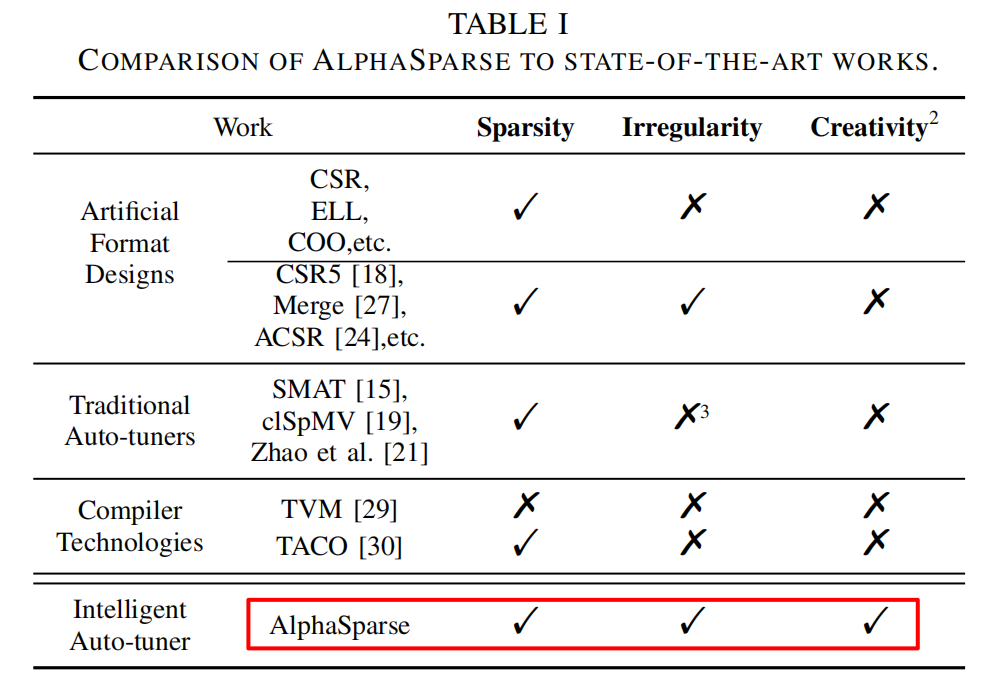 TABLE I
COMPARISON OF ALPHASPARSE TO STATE-OF-THE-ART WORKS.
Work Sparsity Irregularity Creativity²
Artificial
Format
Designs
CSR,
ELL,
COO,etc.
✓ ✗ ✗
CSR5 [18],
Merge [27],
ACSR [24],etc.
✓ ✓ ✗
Traditional
Auto-tuners
SMAT [15],
clSpMV [19],
Zhao et al. [21]
✓ ✗³ ✗
Compiler
Technologies
TVM [29] ✗ ✗ ✗
TACO [30] ✓ ✗ ✗
Intelligent
Auto-tuner
AlphaSparse ✓ ✓ ✓